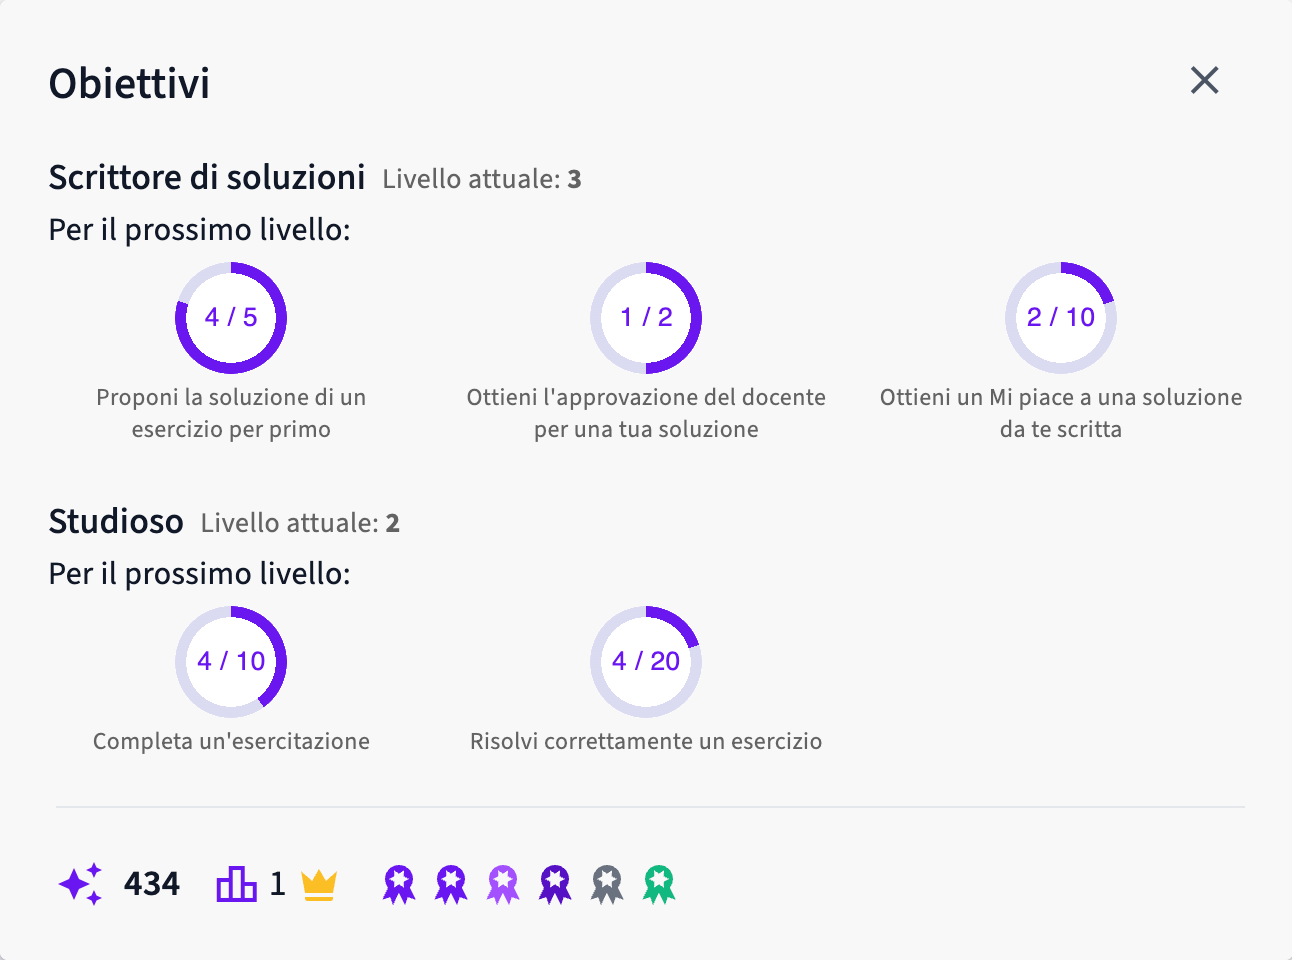 Obiettivi
Scrittore di soluzioni Livello attuale: 3
Per il prossimo livello:
4 / 5
Proponi la soluzione di un
esercizio per primo
1 / 2
Ottieni l'approvazione del docente
per una tua soluzione
2 / 10
Ottieni un Mi piace a una soluzione
da te scritta
Studioso Livello attuale: 2
Per il prossimo livello:
4 / 10
Completa un'esercitazione
4 / 20
Risolvi correttamente un esercizio
434 1